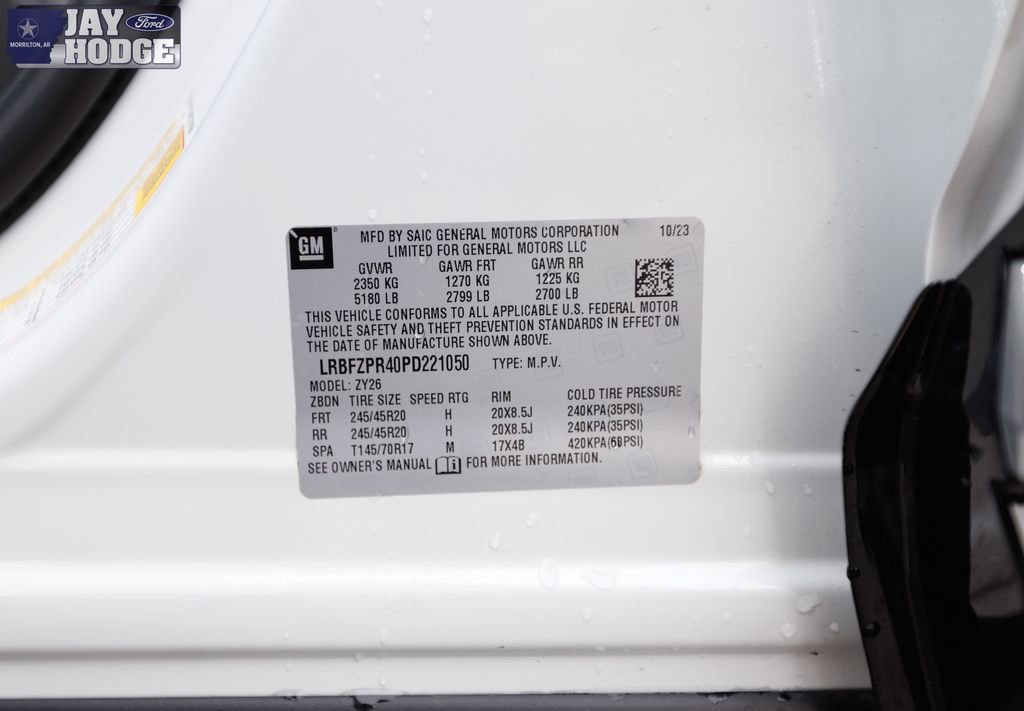 JAY
Ford
HODGE
MORRILTON, AR
GM
MFD BY SAIC GENERAL MOTORS CORPORATION 10/23
LIMITED FOR GENERAL MOTORS LLC
GVWR GAWR FRT GAWR RR
2350 KG 1270 KG 1225 KG
5180 LB 2799 LB 2700 LB
THIS VEHICLE CONFORMS TO ALL APPLICABLE U.S. FEDERAL MOTOR
VEHICLE SAFETY AND THEFT PREVENTION STANDARDS IN EFFECT ON
THE DATE OF MANUFACTURE SHOWN ABOVE.
LRBFZPR40PD221050 TYPE: M.P.V.
MODEL: ZY26
ZBDN TIRE SIZE SPEED RTG RIM COLD TIRE PRESSURE
FRT 245/45R20 H 20X8.5J 240KPA(35PSI)
RR 245/45R20 H 20X8.5J 240KPA(35PSI)
SPA T145/70R17 M 17X4B 420KPA(60PSI)
SEE OWNER'S MANUAL FOR MORE INFORMATION.